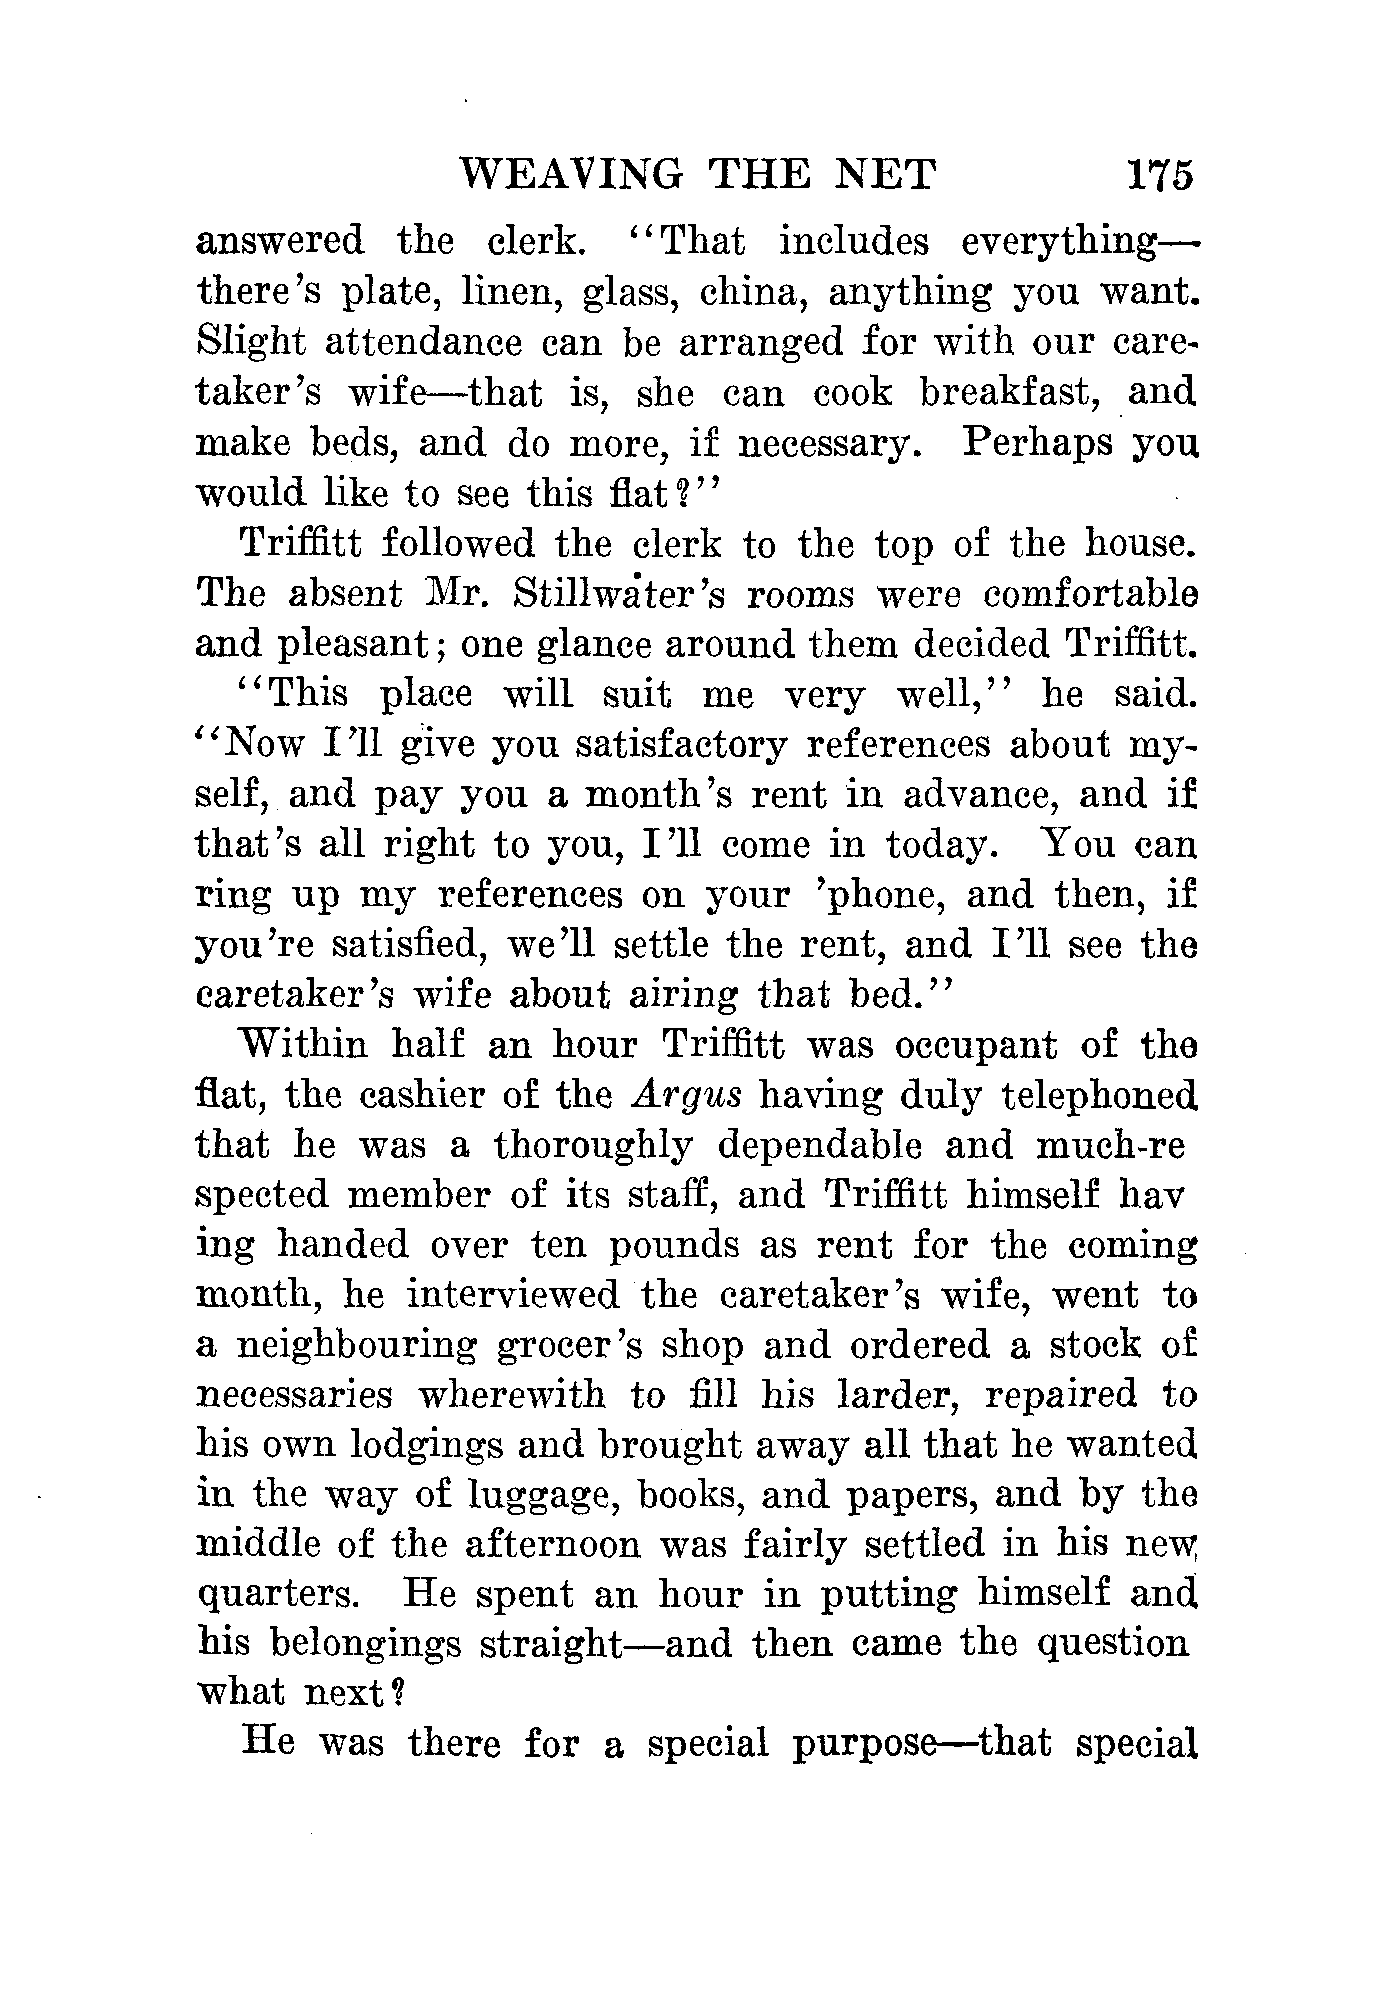 WEAVING THE NET 175
answered the clerk. "That includes everything—
there's plate, linen, glass, china, anything you want.
Slight attendance can be arranged for with our care-
taker's wife—that is, she can cook breakfast, and
make beds, and do more, if necessary. Perhaps you
would like to see this flat?"
Triffitt followed the clerk to the top of the house.
The absent Mr. Stillwater's rooms were comfortable
and pleasant; one glance around them decided Triffitt.
"This place will suit me very well," he said.
"Now I'll give you satisfactory references about my-
self, and pay you a month's rent in advance, and if
that's all right to you, I'll come in today. You can
ring up my references on your 'phone, and then, if
you're satisfied, we'll settle the rent, and I'll see the
caretaker's wife about airing that bed."
Within half an hour Triffitt was occupant of the
flat, the cashier of the Argus having duly telephoned
that he was a thoroughly dependable and much-re
spected member of its staff, and Triffitt himself hav
ing handed over ten pounds as rent for the coming
month, he interviewed the caretaker's wife, went to
a neighbouring grocer's shop and ordered a stock of
necessaries wherewith to fill his larder, repaired to
his own lodgings and brought away all that he wanted
in the way of luggage, books, and papers, and by the
middle of the afternoon was fairly settled in his new
quarters. He spent an hour in putting himself and
his belongings straight—and then came the question
what next?
He was there for a special purpose—that special